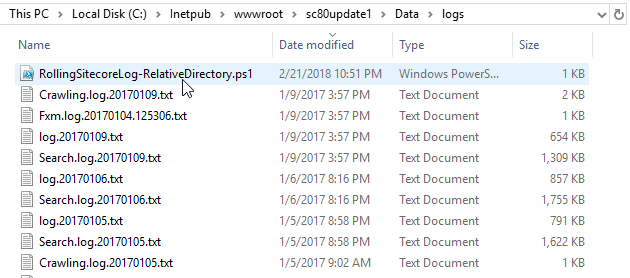 This PC > Local Disk (C:) > Inetpub > wwwroot > sc80update1 > Data > logs
Name Date modified Type Size
RollingSitecoreLog-RelativeDirectory.ps1 2/21/2018 10:51 PM Windows PowerS... 1 KB
Crawling.log.20170109.txt 1/9/2017 3:57 PM Text Document 2 KB
Fxm.log.20170104.125306.txt 1/9/2017 3:57 PM Text Document 1 KB
log.20170109.txt 1/9/2017 3:57 PM Text Document 654 KB
Search.log.20170109.txt 1/9/2017 3:57 PM Text Document 1,309 KB
log.20170106.txt 1/6/2017 8:16 PM Text Document 857 KB
Search.log.20170106.txt 1/6/2017 8:16 PM Text Document 1,755 KB
log.20170105.txt 1/5/2017 8:58 PM Text Document 791 KB
Search.log.20170105.txt 1/5/2017 8:58 PM Text Document 1,622 KB
Crawling.log.20170105.txt 1/5/2017 9:02 AM Text Document 1 KB